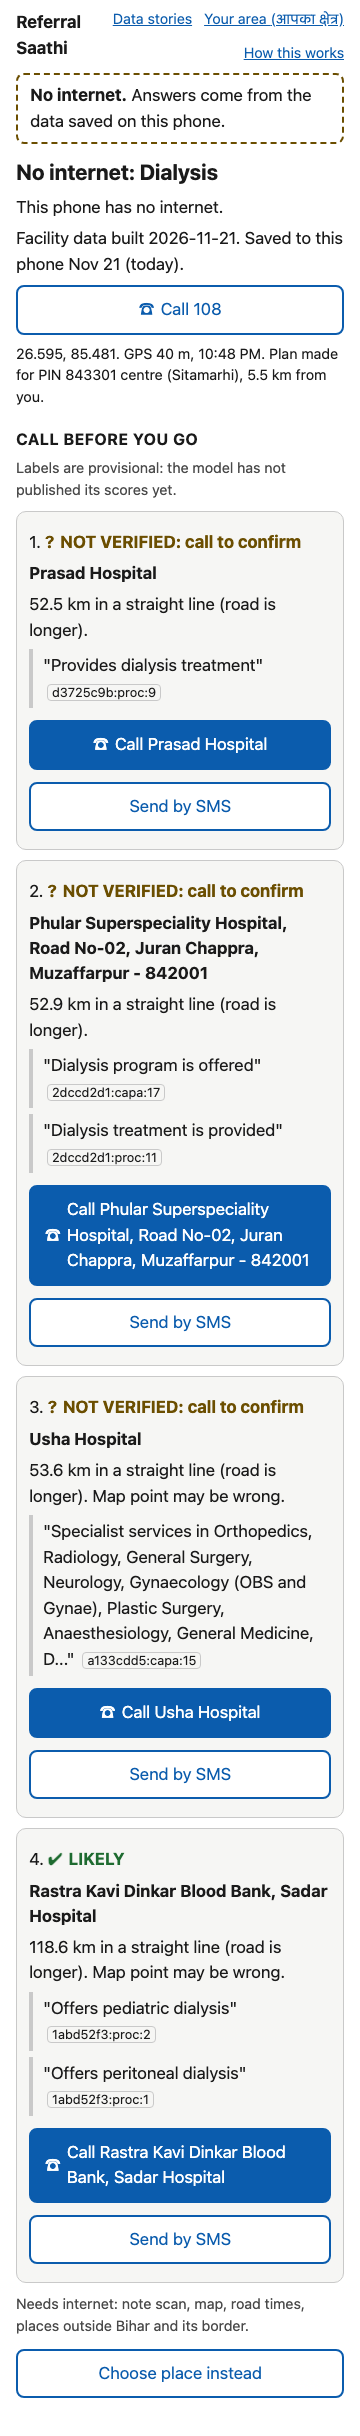 Referral Saathi
Data stories
Your area (आपका क्षेत्र)
How this works
No internet. Answers come from the
data saved on this phone.
No internet: Dialysis
This phone has no internet.
Facility data built 2026-11-21. Saved to this
phone Nov 21 (today).
☎ Call 108
26.595, 85.481. GPS 40 m, 10:48 PM. Plan made
for PIN 843301 centre (Sitamarhi), 5.5 km from
you.
CALL BEFORE YOU GO
Labels are provisional: the model has not
published its scores yet.
1. ? NOT VERIFIED: call to confirm
Prasad Hospital
52.5 km in a straight line (road is
longer).
"Provides dialysis treatment"
d3725c9b:proc:9
☎ Call Prasad Hospital
Send by SMS
2. ? NOT VERIFIED: call to confirm
Phular Superspeciality Hospital,
Road No-02, Juran Chappra,
Muzaffarpur - 842001
52.9 km in a straight line (road is
longer).
"Dialysis program is offered"
2dccd2d1:capa:17
"Dialysis treatment is provided"
2dccd2d1:proc:11
☎ Call Phular Superspeciality
Hospital, Road No-02, Juran
Chappra, Muzaffarpur - 842001
Send by SMS
3. ? NOT VERIFIED: call to confirm
Usha Hospital
53.6 km in a straight line (road is
longer). Map point may be wrong.
"Specialist services in Orthopedics,
Radiology, General Surgery,
Neurology, Gynaecology (OBS and
Gynae), Plastic Surgery,
Anaesthesiology, General Medicine,
D..." a133cdd5:capa:15
☎ Call Usha Hospital
Send by SMS
4. ✔ LIKELY
Rastra Kavi Dinkar Blood Bank, Sadar
Hospital
118.6 km in a straight line (road is
longer). Map point may be wrong.
"Offers pediatric dialysis"
1abd52f3:proc:2
"Offers peritoneal dialysis"
1abd52f3:proc:1
☎ Call Rastra Kavi Dinkar Blood
Bank, Sadar Hospital
Send by SMS
Needs internet: note scan, map, road times,
places outside Bihar and its border.
Choose place instead